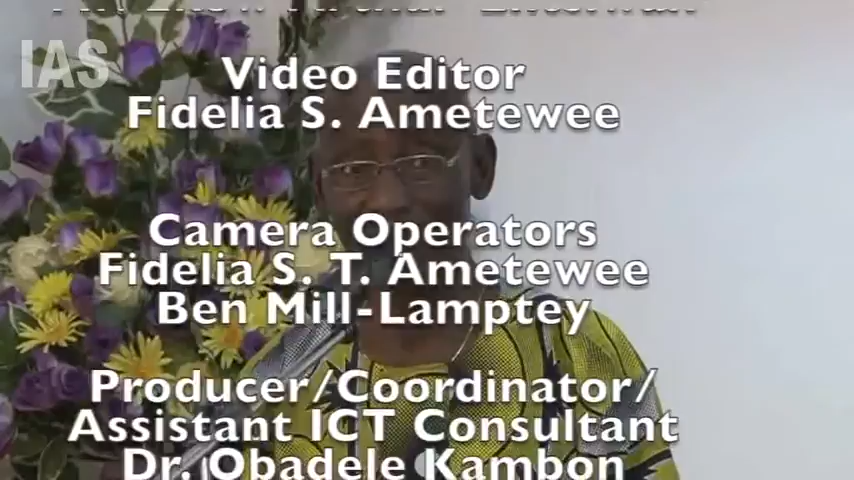 IAS
Video Editor
Fidelia S. Ametewee
Camera Operators
Fidelia S. T. Ametewee
Ben Mill-Lamptey
Producer/Coordinator/
Assistant ICT Consultant
Dr. Obadele Kambon